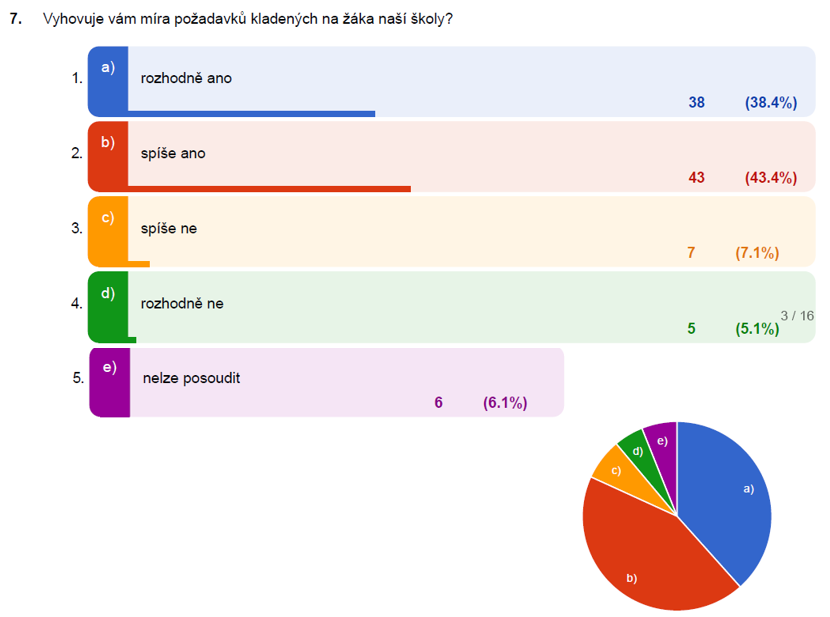 7. Vyhovuje vám míra požadavků kladených na žáka naší školy?
1. a) rozhodně ano
38 (38.4%)
2. b) spíše ano
43 (43.4%)
3. c) spíše ne
7 (7.1%)
4. d) rozhodně ne
3 / 16
5 (5.1%)
5. e) nelze posoudit
6 (6.1%)
e)
d)
c)
a)
b)